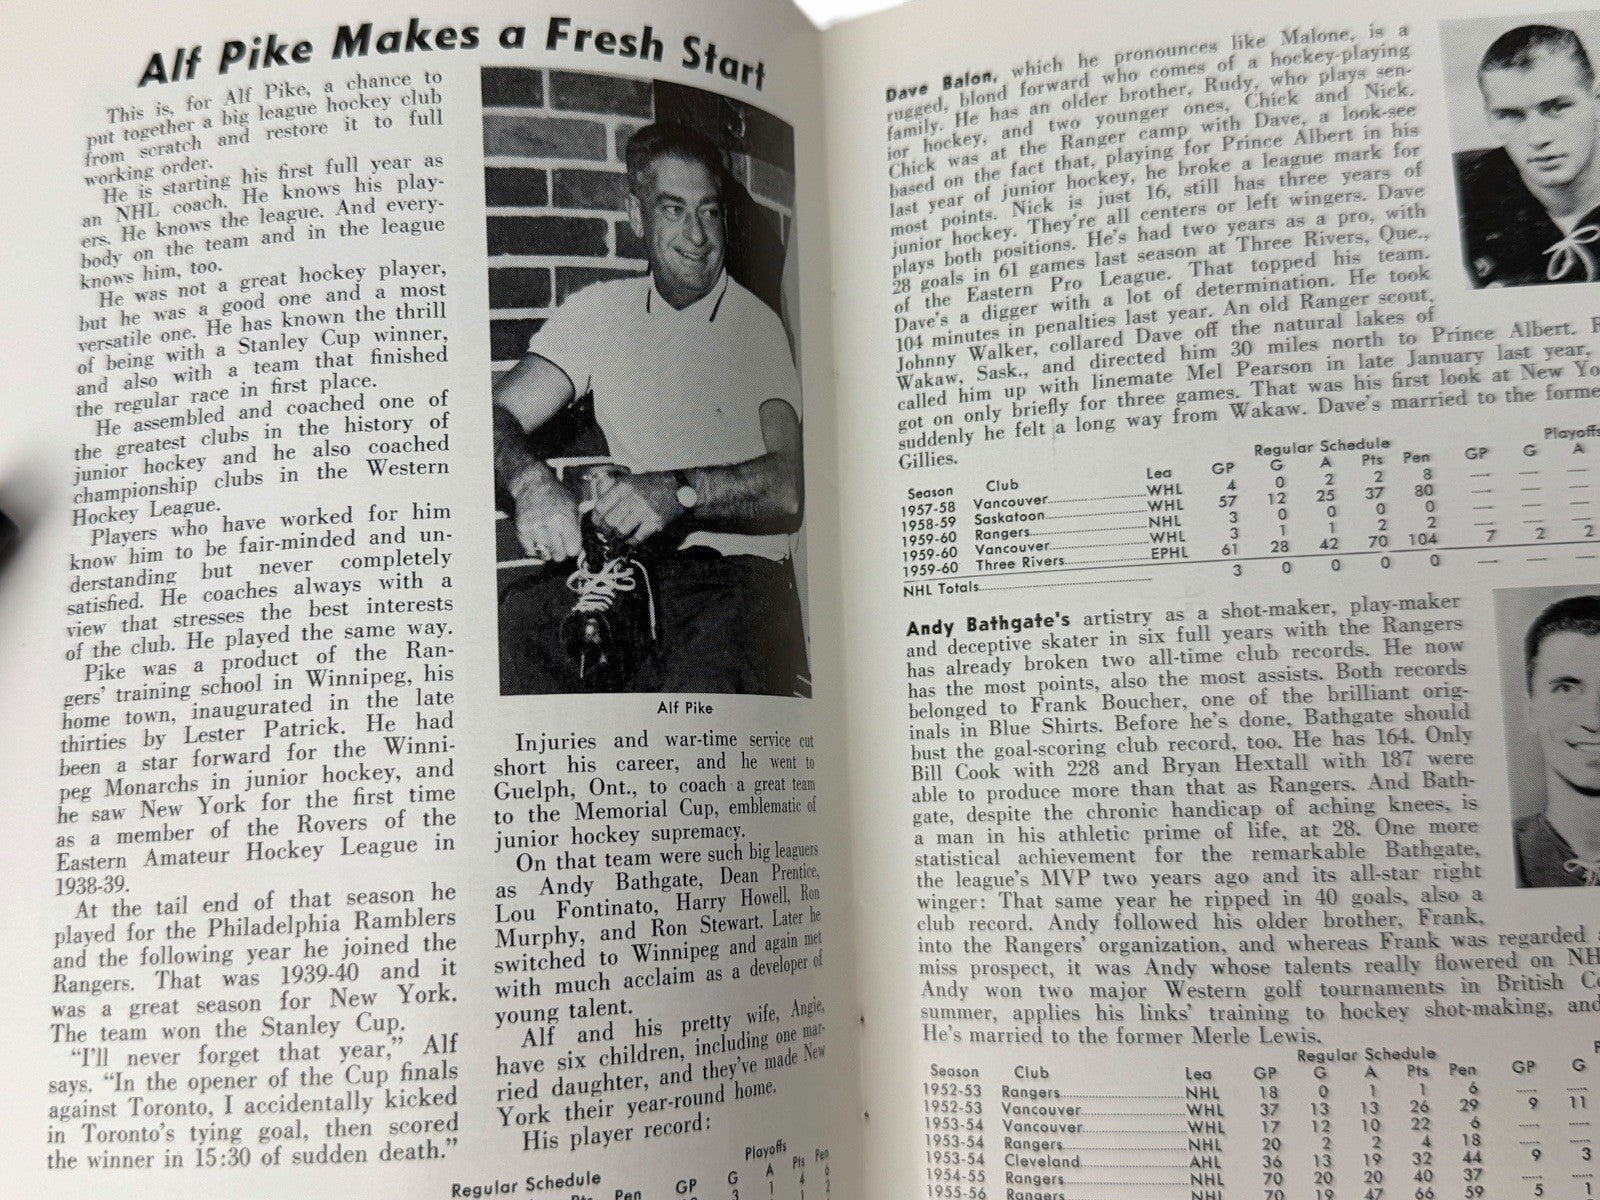 Alf Pike Makes a Fresh Start
This is, for Alf Pike, a chance to
put together a big league hockey club
from scratch and restore it to full
working order.
He is starting his first full year as
an NHL coach. He knows his play-
ers. He knows the league. And every-
body on the team and in the league
knows him, too.
He was not a great hockey player,
but he was a good one and a most
versatile one. He has known the thrill
of being with a Stanley Cup winner,
and also with a team that finished
the regular race in first place.
He assembled and coached one of
the greatest clubs in the history of
junior hockey and he also coached
championship clubs in the Western
Hockey League.
Players who have worked for him
know him to be fair-minded and un-
derstanding but never completely
satisfied. He coaches always with a
view that stresses the best interests
of the club. He played the same way.
Pike was a product of the Ran-
gers' training school in Winnipeg, his
home town, inaugurated in the late
thirties by Lester Patrick. He had
been a star forward for the Winni-
peg Monarchs in junior hockey, and
he saw New York for the first time
as a member of the Rovers of the
Eastern Amateur Hockey League in
1938-39.
At the tail end of that season he
played for the Philadelphia Ramblers
and the following year he joined the
Rangers. That was 1939-40 and it
was a great season for New York.
The team won the Stanley Cup.
"I'll never forget that year," Alf
says. "In the opener of the Cup finals
against Toronto, I accidentally kicked
in Toronto's tying goal, then scored
the winner in 15:30 of sudden death."
Alf Pike
Injuries and war-time service cut
short his career, and he went to
Guelph, Ont., to coach a great team
to the Memorial Cup, emblematic of
junior hockey supremacy.
On that team were such big leaguers
as Andy Bathgate, Dean Prentice,
Lou Fontinato, Harry Howell, Ron
Murphy, and Ron Stewart. Later he
switched to Winnipeg and again met
with much acclaim as a developer of
young talent.
Alf and his pretty wife, Angie,
have six children, including one mar-
ried daughter, and they've made New
York their year-round home.
His player record:
Regular Schedule Playoffs
Pts Pen GP G A Pts Pen
3 1 4 6
1 1 2 2
Dave Balon, which he pronounces like Malone, is a
rugged, blond forward who comes of a hockey-playing
family. He has an older brother, Rudy, who plays sen-
ior hockey, and two younger ones, Chick and Nick.
Chick was at the Ranger camp with Dave, a look-see
based on the fact that, playing for Prince Albert in his
last year of junior hockey, he broke a league mark for
most points. Nick is just 16, still has three years of
junior hockey. They're all centers or left wingers. Dave
plays both positions. He's had two years as a pro, with
28 goals in 61 games last season at Three Rivers, Que.,
of the Eastern Pro League. That topped his team.
Dave's a digger with a lot of determination. He took
104 minutes in penalties last year. An old Ranger scout,
Johnny Walker, collared Dave off the natural lakes of
Wakaw, Sask., and directed him 30 miles north to Prince Albert. R
called him up with linemate Mel Pearson in late January last year,
got on only briefly for three games. That was his first look at New Yo
suddenly he felt a long way from Wakaw. Dave's married to the forme
Gillies.
Regular Schedule Playoffs
Season Club Lea GP G A Pts Pen GP G A
1957-58 Vancouver WHL 4 0 2 2 8 — — —
1958-59 Saskatoon WHL 57 12 25 37 80 — — —
1959-60 Rangers NHL 3 0 0 0 0 — — —
1959-60 Vancouver WHL 3 1 1 2 2 — — —
1959-60 Three Rivers EPHL 61 28 42 70 104 7 2 2
NHL Totals 3 0 0 0 0 — — —
Andy Bathgate's artistry as a shot-maker, play-maker
and deceptive skater in six full years with the Rangers
has already broken two all-time club records. He now
has the most points, also the most assists. Both records
belonged to Frank Boucher, one of the brilliant orig-
inals in Blue Shirts. Before he's done, Bathgate should
bust the goal-scoring club record, too. He has 164. Only
Bill Cook with 228 and Bryan Hextall with 187 were
able to produce more than that as Rangers. And Bath-
gate, despite the chronic handicap of aching knees, is
a man in his athletic prime of life, at 28. One more
statistical achievement for the remarkable Bathgate,
the league's MVP two years ago and its all-star right
winger: That same year he ripped in 40 goals, also a
club record. Andy followed his older brother, Frank,
into the Rangers' organization, and whereas Frank was regarded a
miss prospect, it was Andy whose talents really flowered on NH
Andy won two major Western golf tournaments in British Co
summer, applies his links' training to hockey shot-making, and
He's married to the former Merle Lewis.
Regular Schedule P
Season Club Lea GP G A Pts Pen GP G
1952-53 Rangers NHL 18 0 1 1 6 ..... .....
1952-53 Vancouver WHL 37 13 13 26 29 9 11
1953-54 Vancouver WHL 17 12 10 22 6 ..... .....
1953-54 Rangers NHL 20 2 2 4 18 ..... .....
1953-54 Cleveland AHL 36 13 19 32 44 9 3
1954-55 Rangers NHL 70 20 20 40 37 ..... .....
1955-56 Rangers NHL 70 19 47 66 59 5 1